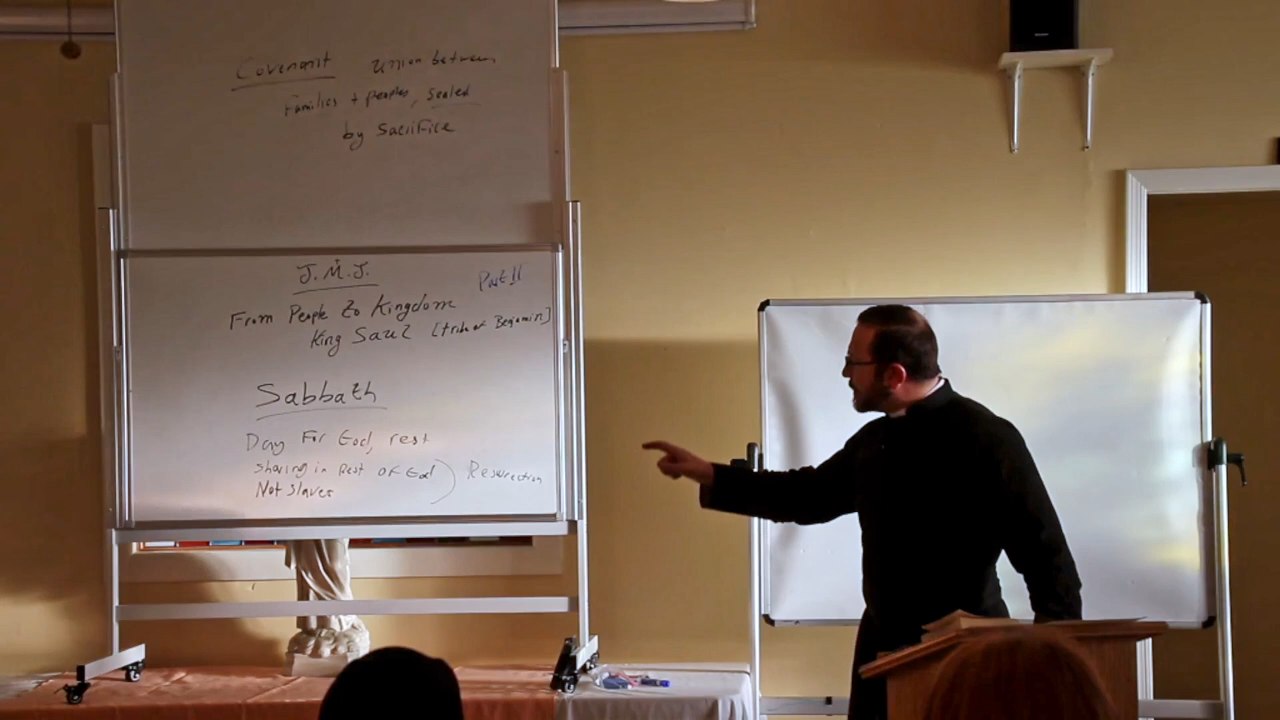 Covenant Union between
Families + Peoples, sealed
by Sacrifice
J.M.J.
Part II
From People to Kingdom
King Saul [tribe of Benjamin]
Sabbath
Day For God, rest
sharing in Rest of God) Resurrection
Not slaves